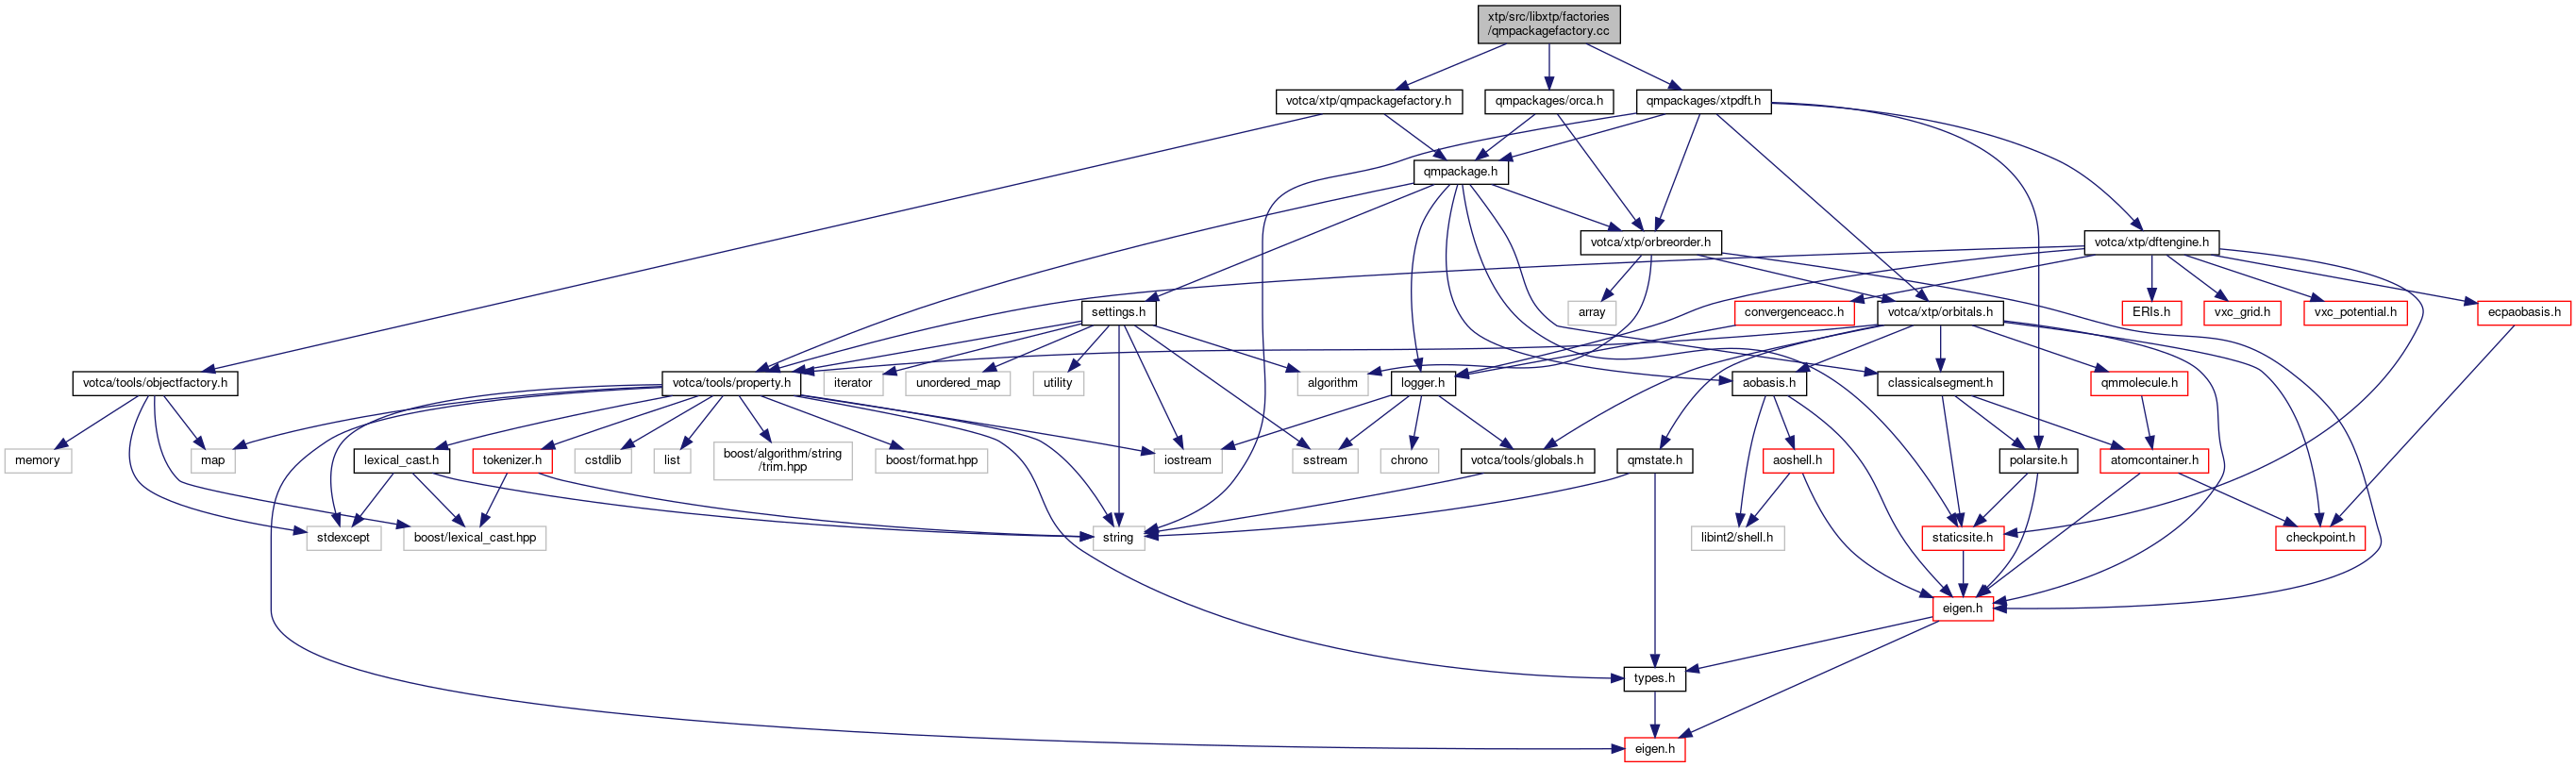 xtp/src/libxtp/factories
/qmpackagefactory.cc
votca/xtp/qmpackagefactory.h
qmpackages/orca.h
qmpackages/xtpdft.h
qmpackage.h
votca/xtp/orbreorder.h
votca/xtp/dftengine.h
settings.h
array
convergenceacc.h
votca/xtp/orbitals.h
ERIs.h
vxc_grid.h
vxc_potential.h
ecpaobasis.h
votca/tools/objectfactory.h
votca/tools/property.h
iterator
unordered_map
utility
algorithm
logger.h
aobasis.h
classicalsegment.h
qmmolecule.h
memory
map
lexical_cast.h
tokenizer.h
cstdlib
list
boost/algorithm/string
/trim.hpp
boost/format.hpp
iostream
sstream
chrono
votca/tools/globals.h
qmstate.h
aoshell.h
polarsite.h
atomcontainer.h
stdexcept
boost/lexical_cast.hpp
string
libint2/shell.h
staticsite.h
checkpoint.h
eigen.h
types.h
eigen.h